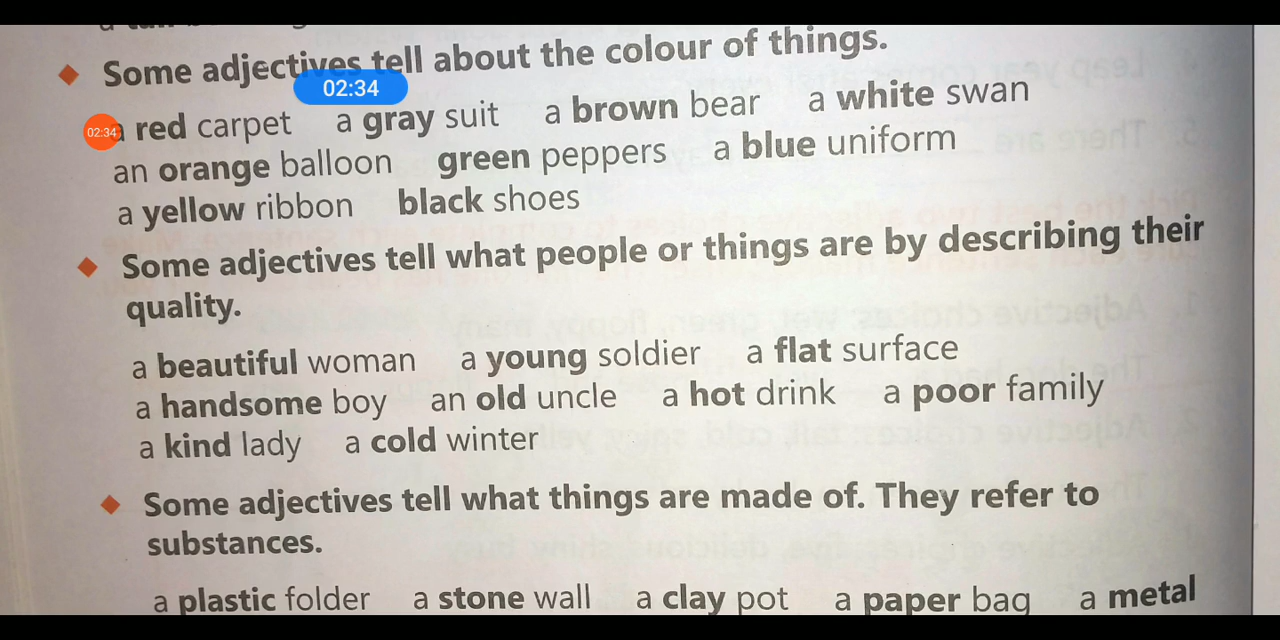 Some adjectives tell about the colour of things.
02:34
02:34
a red carpet a gray suit a brown bear a white swan
an orange balloon green peppers a blue uniform
a yellow ribbon black shoes
Some adjectives tell what people or things are by describing their
quality.
a beautiful woman a young soldier a flat surface
a handsome boy an old uncle a hot drink a poor family
a kind lady a cold winter
Some adjectives tell what things are made of. They refer to
substances.
a plastic folder a stone wall a clay pot a paper bag a metal